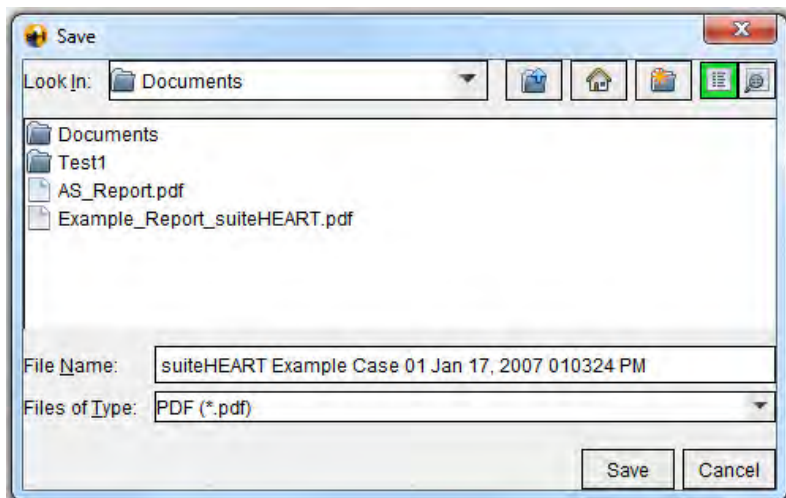 Save
Look In: Documents
Documents
Test1
AS_Report.pdf
Example_Report_suiteHEART.pdf
File Name: suiteHEART Example Case 01 Jan 17, 2007 010324 PM
Files of Type: PDF (*.pdf)
Save Cancel